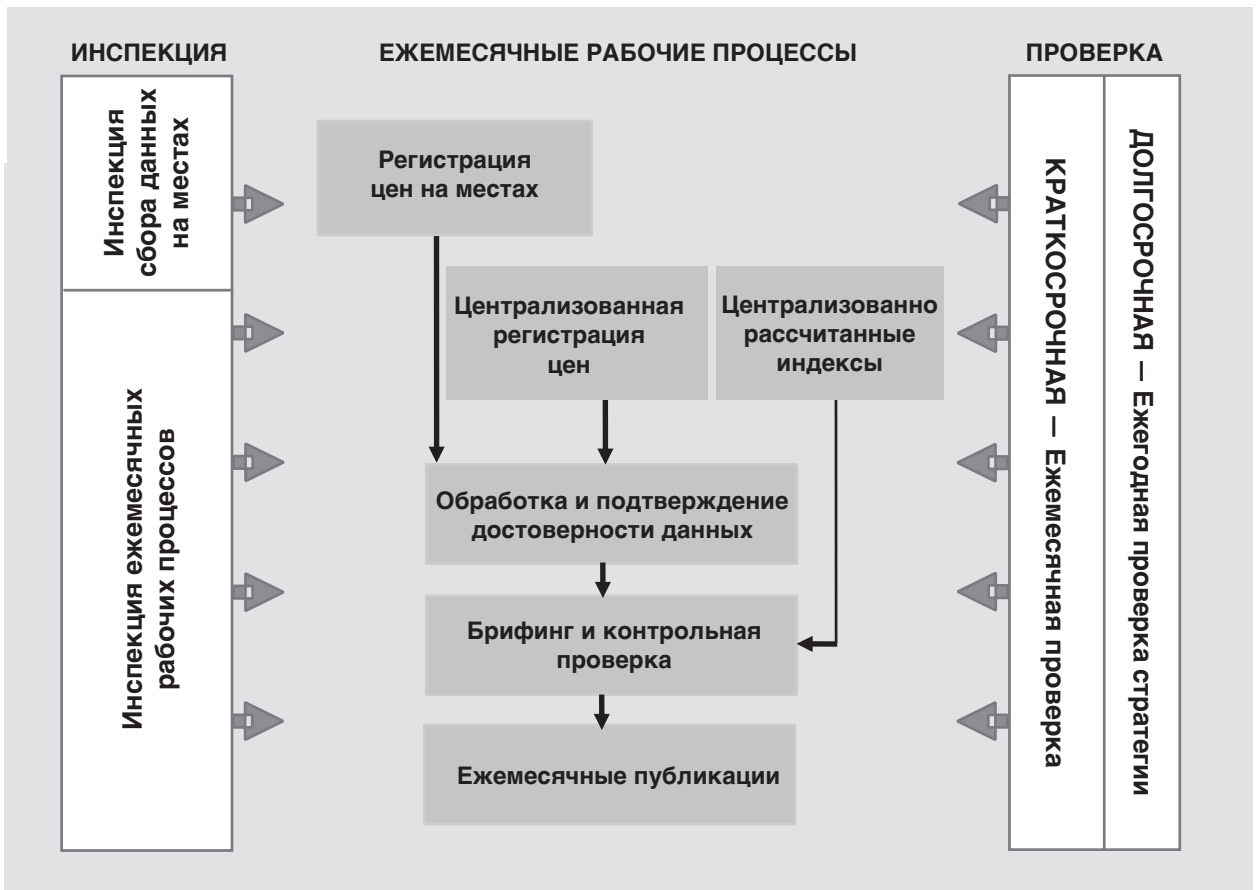 ИНСПЕКЦИЯ
ЕЖЕМЕСЯЧНЫЕ РАБОЧИЕ ПРОЦЕССЫ
ПРОВЕРКА
Инспекция
сбора данных
на местах
Инспекция ежемесячных
рабочих процессов
Регистрация
цен на местах
Централизованная
регистрация
цен
Централизованно
рассчитанные
индексы
Обработка и подтверждение
достоверности данных
Брифинг и контрольная
проверка
Ежемесячные публикации
КРАТКОСРОЧНАЯ — Ежемесячная проверка
ДОЛГОСРОЧНАЯ — Ежегодная проверка стратегии